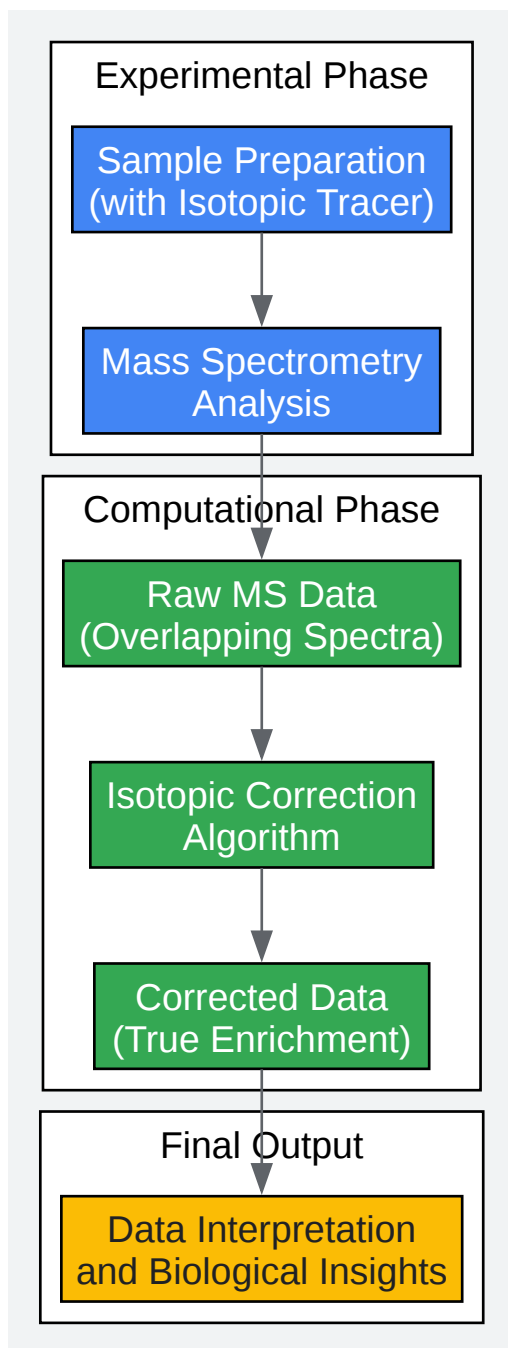 Experimental Phase
Sample Preparation
(with Isotopic Tracer)
Mass Spectrometry
Analysis
Computational Phase
Raw MS Data
(Overlapping Spectra)
Isotopic Correction
Algorithm
Corrected Data
(True Enrichment)
Final Output
Data Interpretation
and Biological Insights